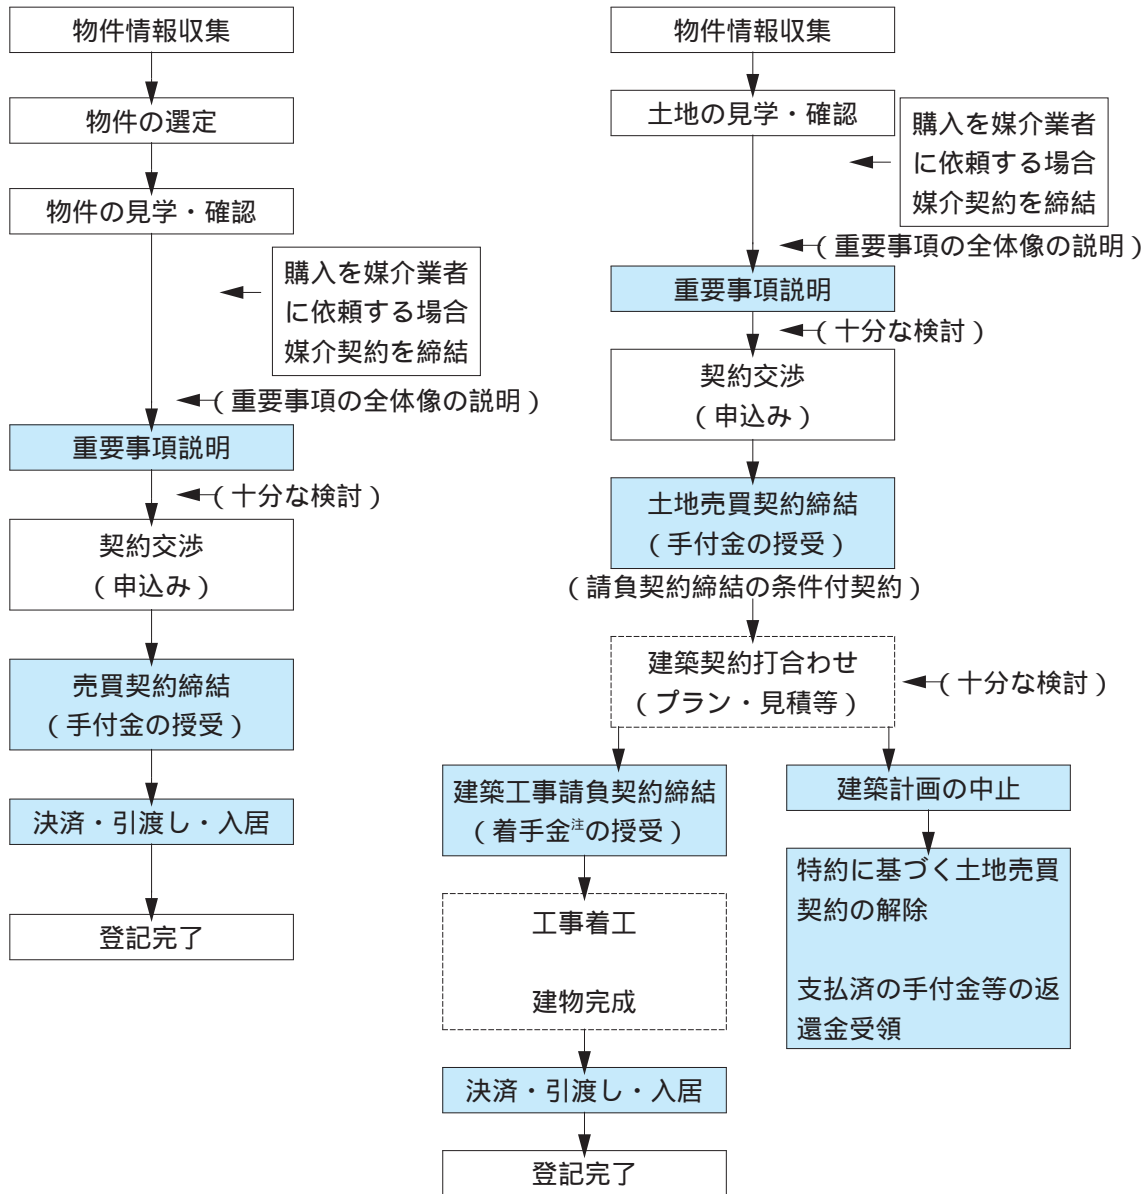 物件情報収集
物件の選定
物件の見学・確認
購入を媒介業者
に依頼する場合
媒介契約を締結
(重要事項の全体像の説明)
重要事項説明
(十分な検討)
契約交渉
(申込み)
売買契約締結
(手付金の授受)
決済・引渡し・入居
登記完了
物件情報収集
土地の見学・確認
購入を媒介業者
に依頼する場合
媒介契約を締結
(重要事項の全体像の説明)
重要事項説明
(十分な検討)
契約交渉
(申込み)
土地売買契約締結
(手付金の授受)
(請負契約締結の条件付契約)
建築契約打合わせ
(プラン・見積等)
(十分な検討)
建築工事請負契約締結
(着手金注の授受)
工事着工
建物完成
決済・引渡し・入居
登記完了
建築計画の中止
特約に基づく土地売買
契約の解除
支払済の手付金等の返
還金受領